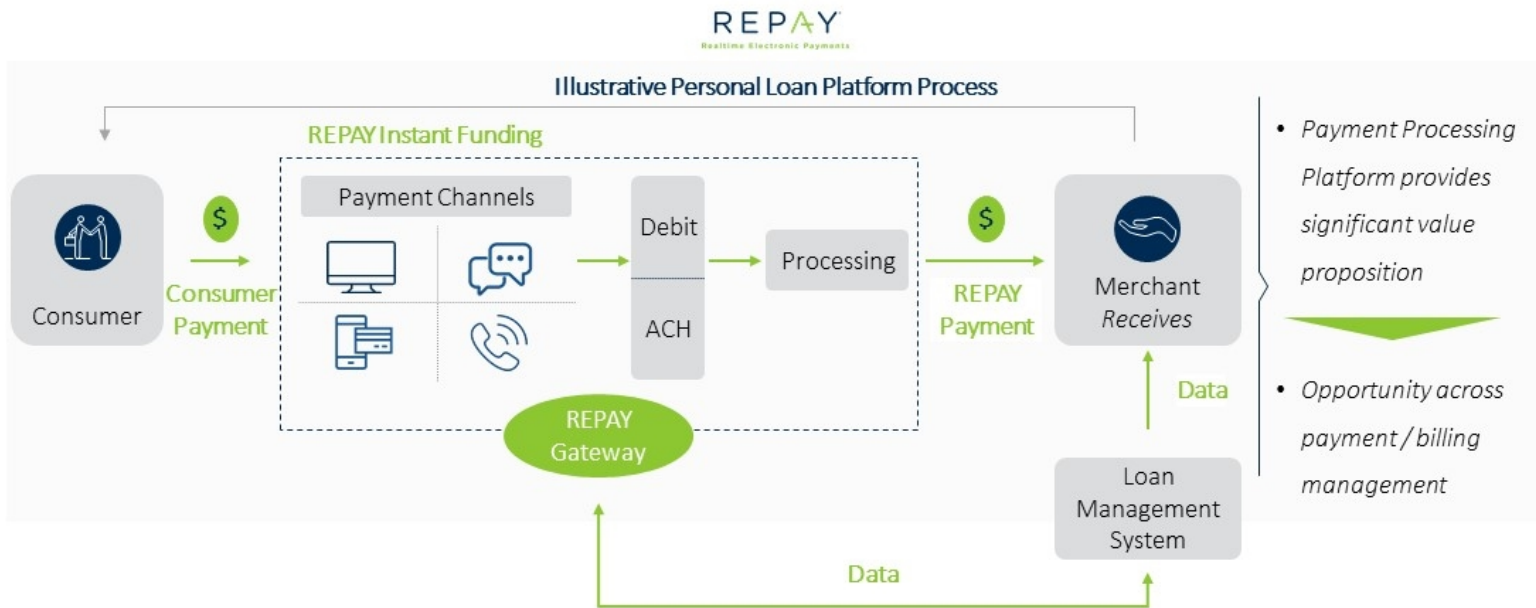 REPAY
Realtime Electronic Payments
Illustrative Personal Loan Platform Process
REPAY Instant Funding
Consumer
$
Consumer
Payment
Payment Channels
Debit
ACH
Processing
REPAY
Gateway
$
REPAY
Payment
Merchant
Receives
Data
Loan
Management
System
Data
• Payment Processing
Platform provides
significant value
proposition
• Opportunity across
payment / billing
management